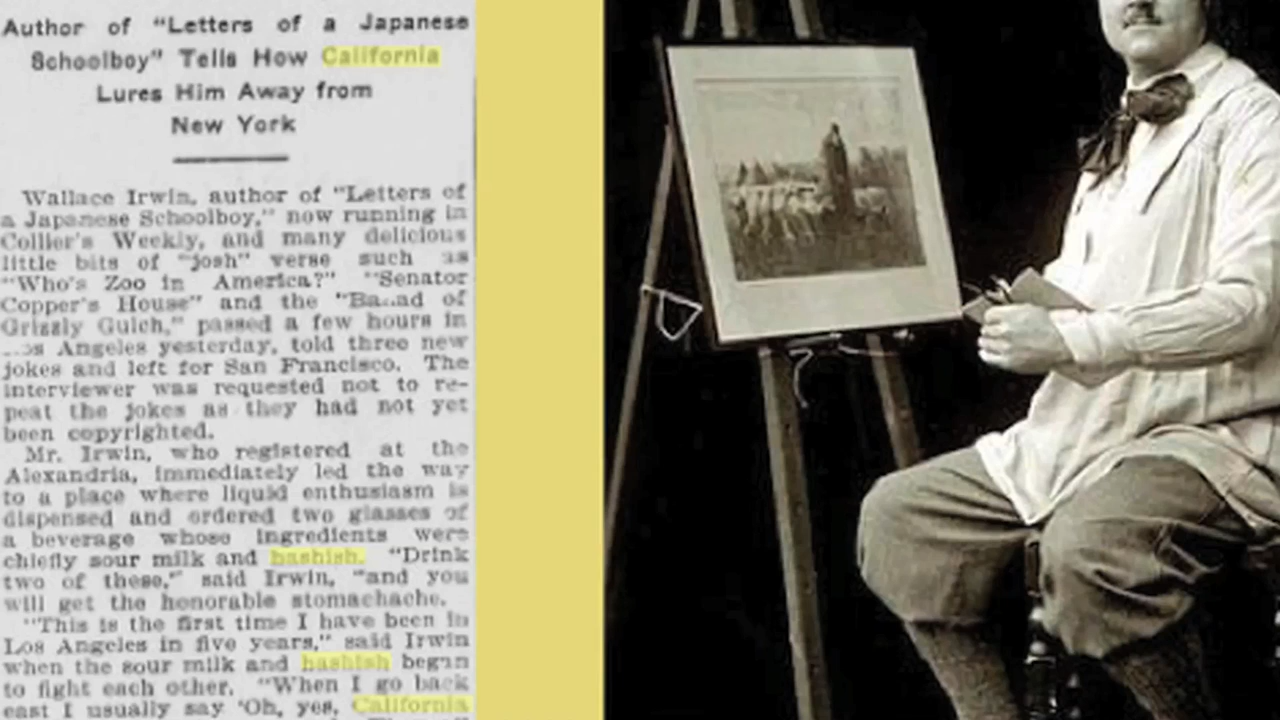 Author of "Letters of a Japanese
Schoolboy" Tells How California
Lures Him Away from
New York
Wallace Irwin, author of "Letters of
a Japanese Schoolboy," now running in
Collier's Weekly, and many delicious
little bits of "josh" verse such as
"Who's Zoo in America?" "Senator
Copper's House" and the "Ba..ad of
Grizzly Gulch," passed a few hours in
Angeles yesterday, told three new
jokes and left for San Francisco. The
interviewer was requested not to re-
peat the jokes as they had not yet
been copyrighted.
Mr. Irwin, who registered at the
Alexandria, immediately led the way
to a place where liquid enthusiasm is
dispensed and ordered two glasses of
a beverage whose ingredients were
chiefly sour milk and hashish. "Drink
two of these," said Irwin, "and you
will get the honorable stomachache.
"This is the first time I have been in
Los Angeles in five years," said Irwin
when the sour milk and hashish began
to fight each other. "When I go back
east I usually say 'Oh, yes, California